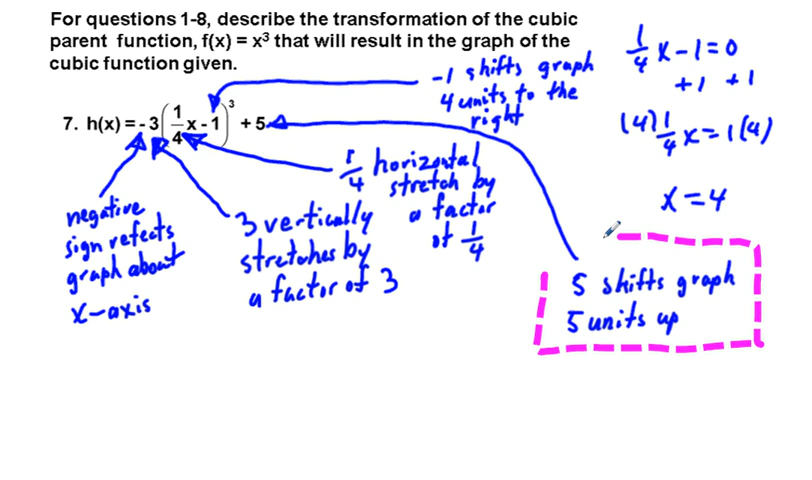 For questions 1-8, describe the transformation of the cubic
parent function, f(x) = x³ that will result in the graph of the
cubic function given.
7. h(x) = - 3(1/4x - 1)³ + 5
-1 shifts graph
4 units to the
right
1/4 x - 1 = 0
+1 +1
(4) 1/4 x = 1 (4)
x = 4
negative
sign refects
graph about
x-axis
3 vertically
stretches by
a factor of 3
1/4 horizontal
stretch by
a factor
of 1/4
5 shifts graph
5 units up